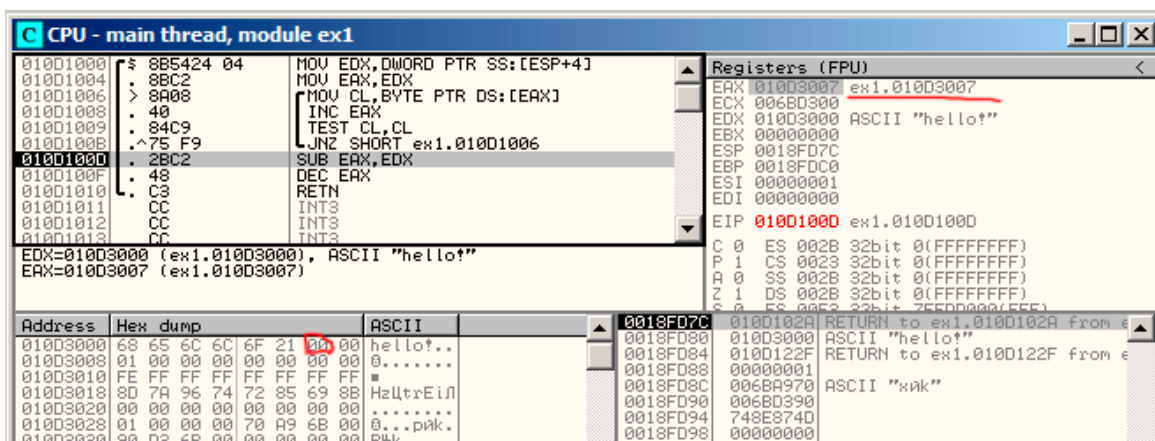 C CPU - main thread, module ex1
010D1000 $ 8B5424 04 MOV EDX,DWORD PTR SS:[ESP+4]
010D1004 . 8BC2 MOV EAX,EDX
010D1006 > 8A08 MOV CL,BYTE PTR DS:[EAX]
010D1008 . 40 INC EAX
010D1009 . 84C9 TEST CL,CL
010D100B .^75 F9 JNZ SHORT ex1.010D1006
010D100D . 2BC2 SUB EAX,EDX
010D100F . 48 DEC EAX
010D1010 . C3 RETN
010D1011 CC INT3
010D1012 CC INT3
010D1013 CC INT3
EDX=010D3000 (ex1.010D3000), ASCII "hello!"
EAX=010D3007 (ex1.010D3007)
Registers (FPU) <
EAX 010D3007 ex1.010D3007
ECX 006BD300
EDX 010D3000 ASCII "hello!"
EBX 00000000
ESP 0018FD7C
EBP 0018FDC0
ESI 00000001
EDI 00000000
EIP 010D100D ex1.010D100D
C 0 ES 002B 32bit 0(FFFFFFFF)
P 1 CS 0023 32bit 0(FFFFFFFF)
A 0 SS 002B 32bit 0(FFFFFFFF)
Z 1 DS 002B 32bit 0(FFFFFFFF)
Address Hex dump ASCII
010D3000 68 65 6C 6C 6F 21 00 00 hello!..
010D3008 01 00 00 00 00 00 00 00
010D3010 FE FF FF FF FF FF FF FF
010D3018 8D 7A 96 74 72 85 69 8B
010D3020 00 00 00 00 00 00 00 00 ........
010D3028 01 00 00 00 70 A9 6B 00
0018FD7C 010D102A RETURN to ex1.010D102A from
0018FD80 010D3000 ASCII "hello!"
0018FD84 010D122F RETURN to ex1.010D122F from
0018FD88 00000001
0018FD8C 006BA970 ASCII "хйk"
0018FD90 006BD390
0018FD94 748E874D
0018FD98 00000000